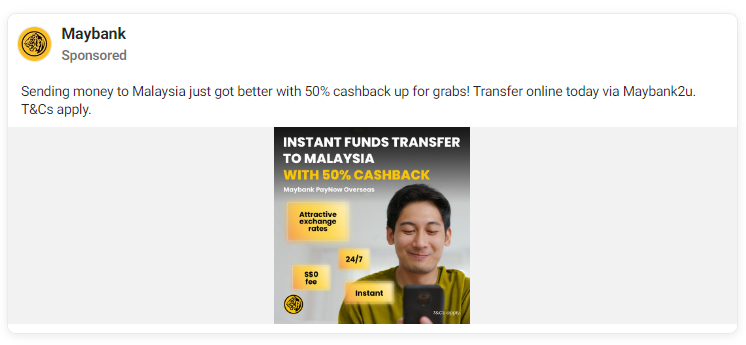 Maybank
Sponsored
Sending money to Malaysia just got better with 50% cashback up for grabs! Transfer online today via Maybank2u.
T&Cs apply.
INSTANT FUNDS TRANSFER
TO MALAYSIA
WITH 50% CASHBACK
Maybank PayNow Overseas
Attractive
exchange
rates
24/7
S$0
fee
Instant
T&Cs apply.